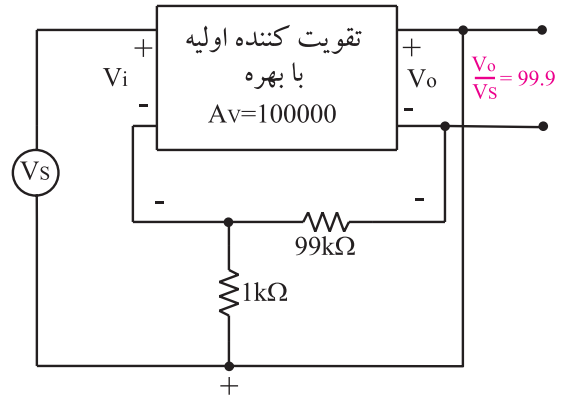 تقویت کننده اولیه
با بهره
Av=100000
+
Vi
-
+
Vo
-
Vo/VS = 99.9
VS
-
-
99kΩ
1kΩ
+